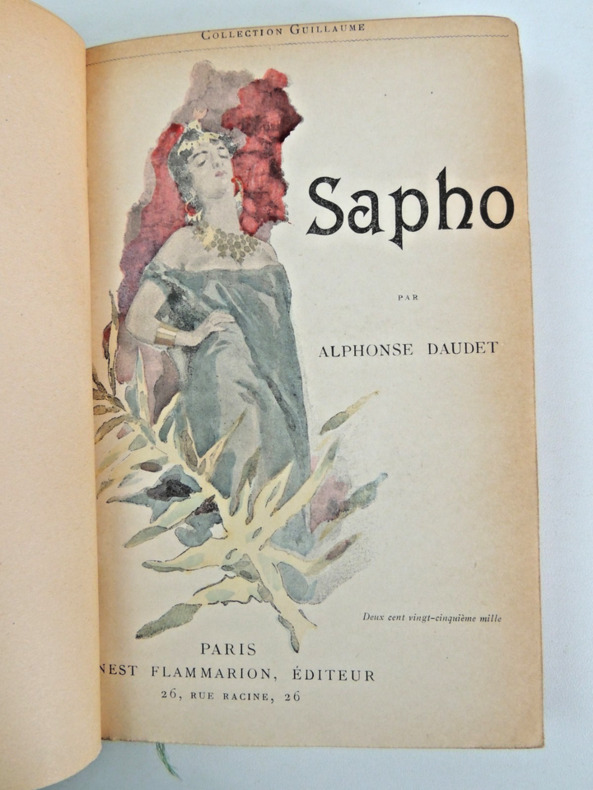 COLLECTION GUILLAUME
Sapho
PAR
ALPHONSE DAUDET
Deux cent vingt-cinquième mille
PARIS
NEST FLAMMARION, ÉDITEUR
26, RUE RACINE, 26